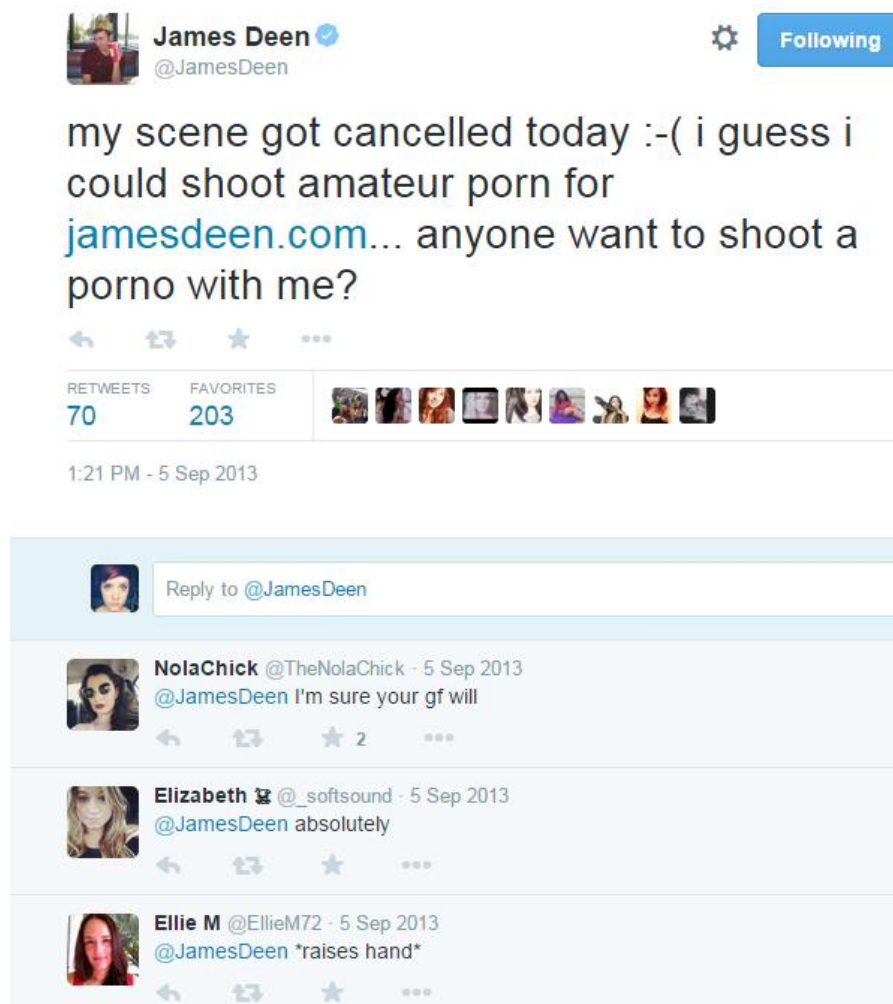 James Deen
@JamesDeen
Following
my scene got cancelled today :-( i guess i
could shoot amateur porn for
jamesdeen.com... anyone want to shoot a
porno with me?
RETWEETS FAVORITES
70 203
1:21 PM - 5 Sep 2013
Reply to @JamesDeen
NolaChick @TheNolaChick · 5 Sep 2013
@JamesDeen I'm sure your gf will
2
Elizabeth @_softsound · 5 Sep 2013
@JamesDeen absolutely
Ellie M @EllieM72 · 5 Sep 2013
@JamesDeen *raises hand*